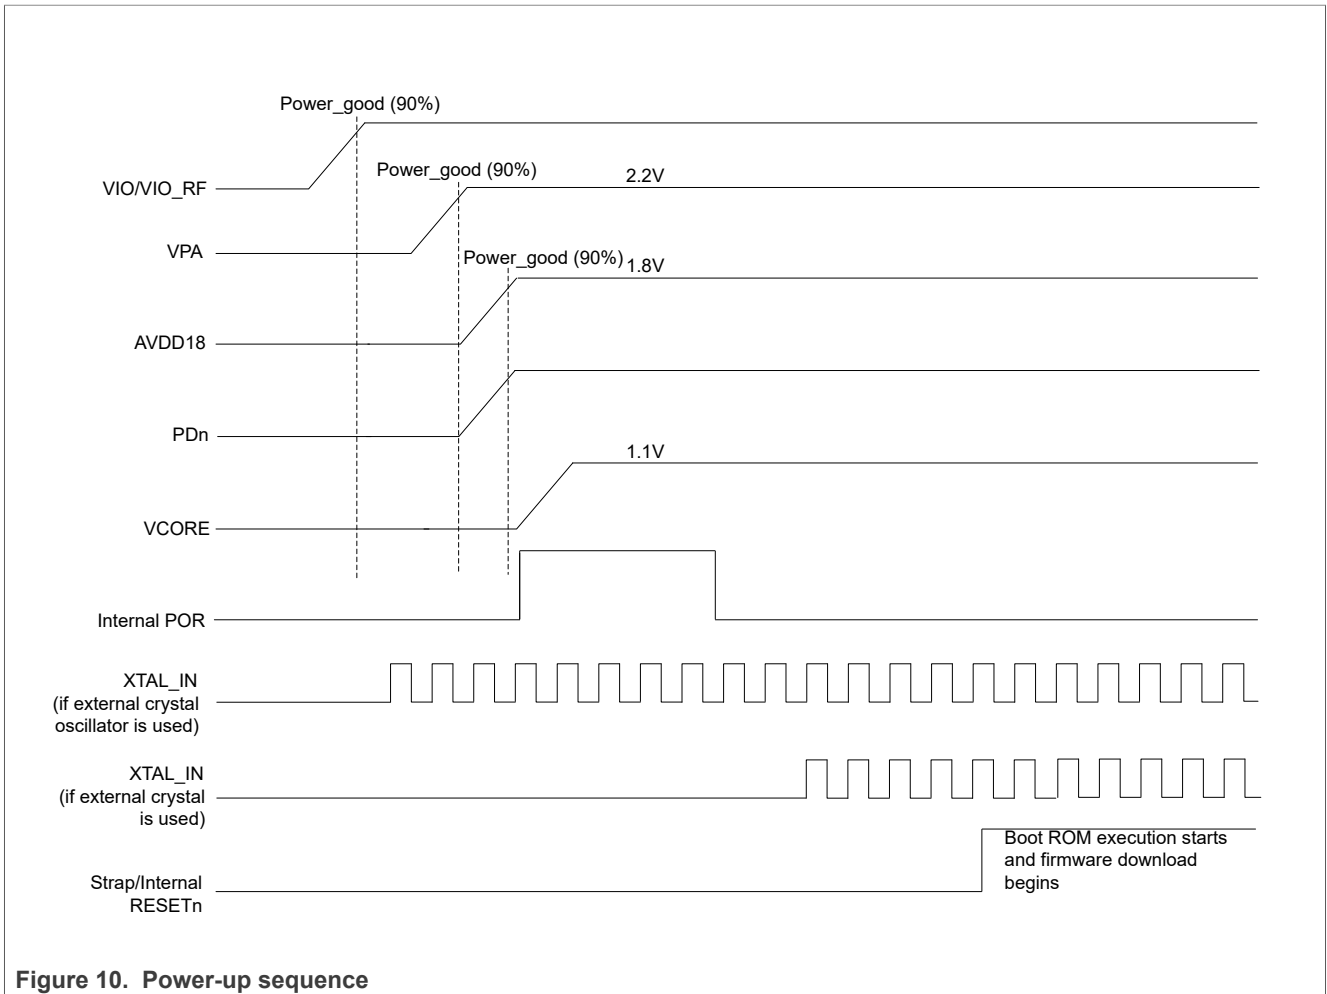 Power_good (90%)
VIO/VIO_RF
Power_good (90%)
2.2V
VPA
Power_good (90%)
1.8V
AVDD18
PDn
1.1V
VCORE
Internal POR
XTAL_IN
(if external crystal
oscillator is used)
XTAL_IN
(if external crystal
is used)
Boot ROM execution starts
and firmware download
begins
Strap/Internal
RESETn
Figure 10. Power-up sequence